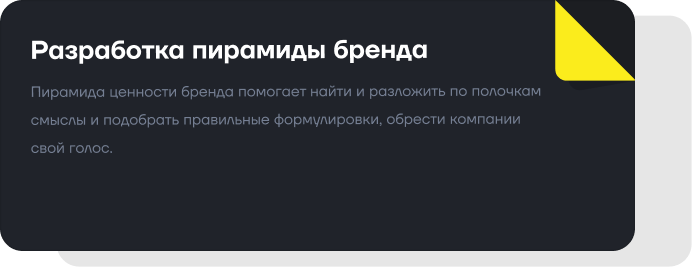 Разработка пирамиды бренда
Пирамида ценности бренда помогает найти и разложить по полочкам
смыслы и подобрать правильные формулировки, обрести компании
свой голос.